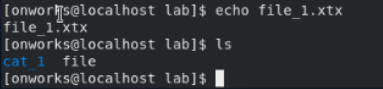 [onworks@localhost lab]$ echo file_1.xtx
file_1.xtx
[onworks@localhost lab]$ ls
cat_1  file
[onworks@localhost lab]$